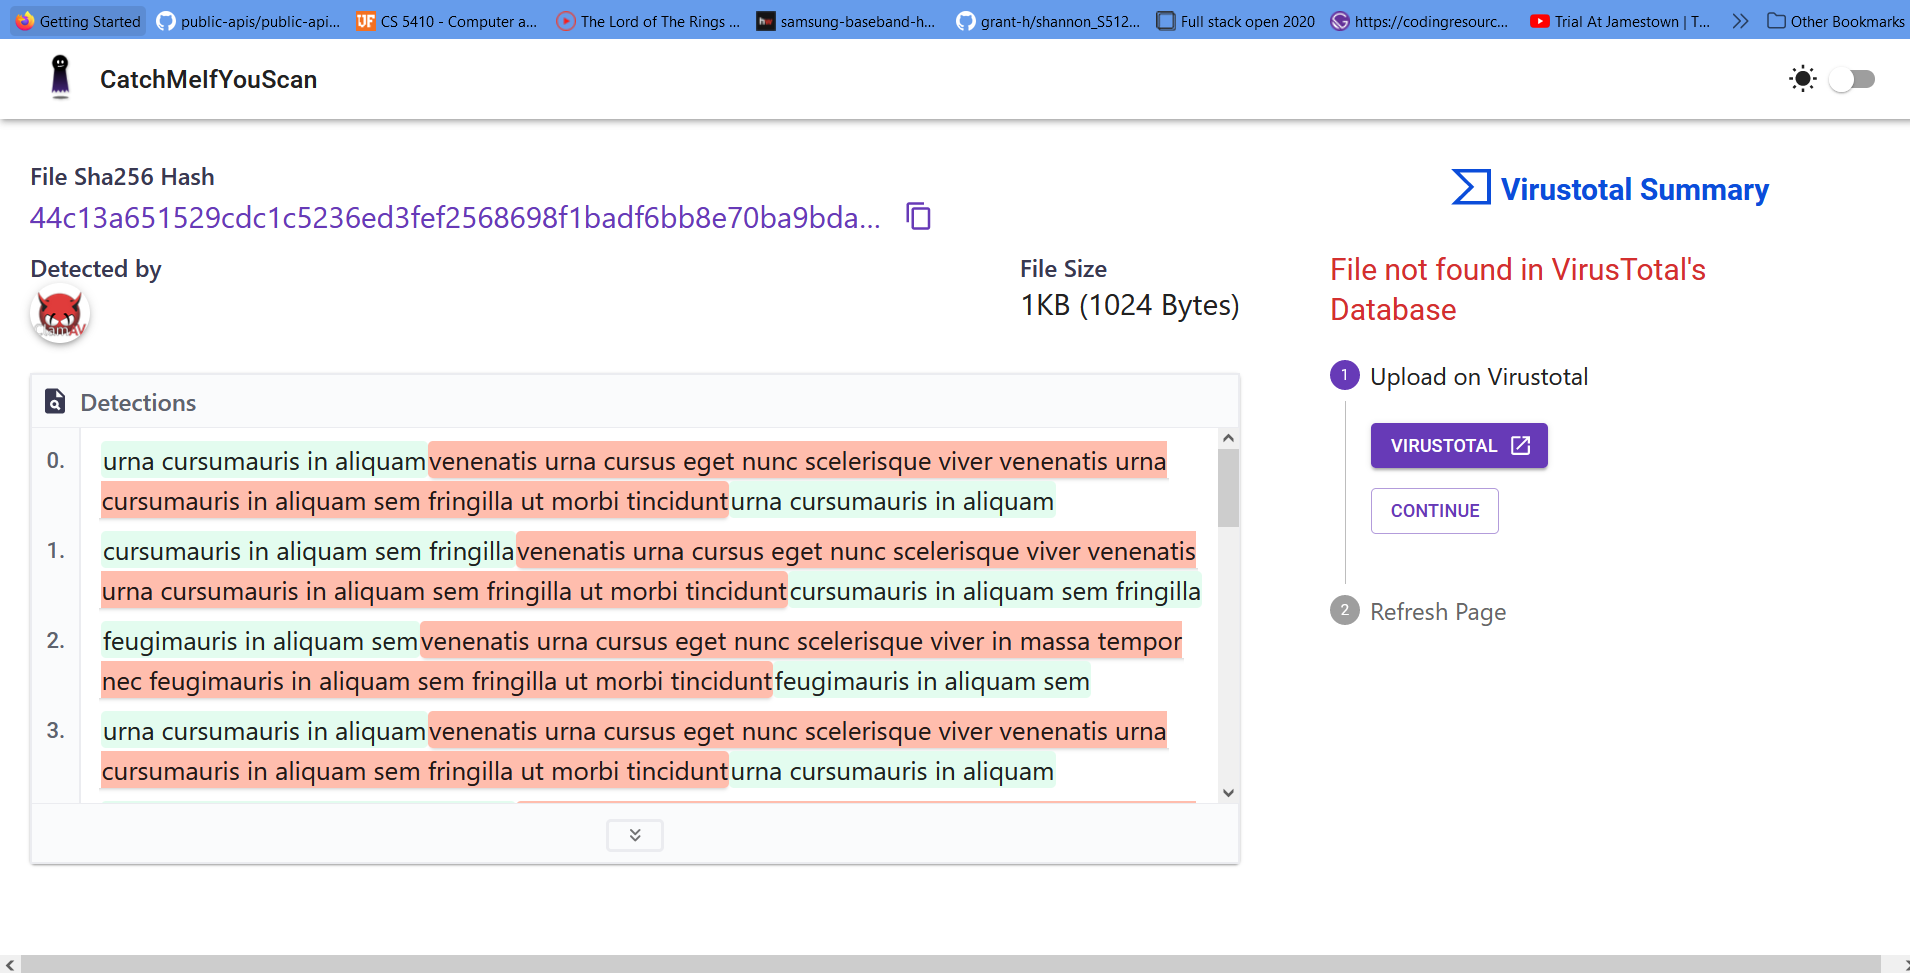 Getting Started public-apis/public-api... CS 5410 - Computer a... The Lord of The Rings ... samsung-baseband-h... grant-h/shannon_S512... Full stack open 2020 https://codingresourc... Trial At Jamestown | T... Other Bookmarks
CatchMeIfYouScan
File Sha256 Hash
44c13a651529cdc1c5236ed3fef2568698f1badf6bb8e70ba9bda...
Detected by
ClamAV
File Size
1KB (1024 Bytes)
Detections
0. urna cursumauris in aliquamvenenatis urna cursus eget nunc scelerisque viver venenatis urna
cursumauris in aliquam sem fringilla ut morbi tincidunturna cursumauris in aliquam
1. cursumauris in aliquam sem fringillavenenatis urna cursus eget nunc scelerisque viver venenatis
urna cursumauris in aliquam sem fringilla ut morbi tinciduntcursumauris in aliquam sem fringilla
2. feugimauris in aliquam semvenenatis urna cursus eget nunc scelerisque viver in massa tempor
nec feugimauris in aliquam sem fringilla ut morbi tinciduntfeugimauris in aliquam sem
3. urna cursumauris in aliquamvenenatis urna cursus eget nunc scelerisque viver venenatis urna
cursumauris in aliquam sem fringilla ut morbi tincidunturna cursumauris in aliquam
Virustotal Summary
File not found in VirusTotal's
Database
1 Upload on Virustotal
VIRUSTOTAL
CONTINUE
2 Refresh Page